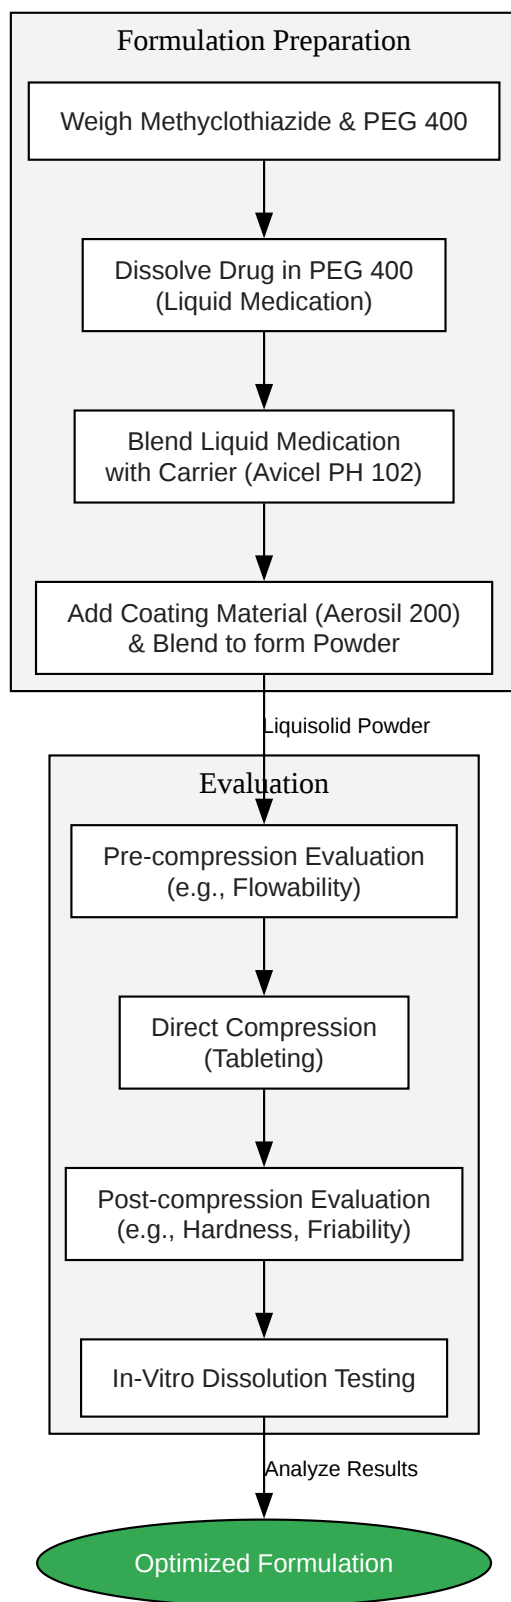 Formulation Preparation
Weigh Methyclothiazide & PEG 400
Dissolve Drug in PEG 400
(Liquid Medication)
Blend Liquid Medication
with Carrier (Avicel PH 102)
Add Coating Material (Aerosil 200)
& Blend to form Powder
Liquisolid Powder
Evaluation
Pre-compression Evaluation
(e.g., Flowability)
Direct Compression
(Tableting)
Post-compression Evaluation
(e.g., Hardness, Friability)
In-Vitro Dissolution Testing
Analyze Results
Optimized Formulation